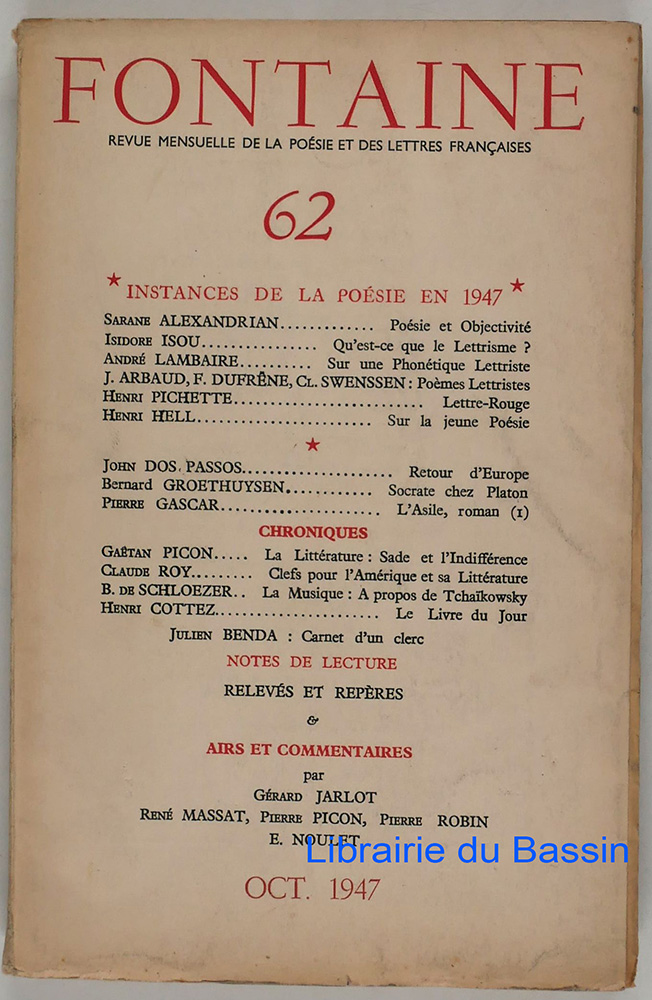 FONTAINE
REVUE MENSUELLE DE LA POÉSIE ET DES LETTRES FRANÇAISES
62
★ INSTANCES DE LA POÉSIE EN 1947 ★
SARANE ALEXANDRIAN............. Poésie et Objectivité
ISIDORE ISOU................ Qu'est-ce que le Lettrisme ?
ANDRÉ LAMBAIRE.......... Sur une Phonétique Lettriste
J. ARBAUD, F. DUFRÊNE, CL. SWENSSEN : Poèmes Lettristes
HENRI PICHETTE.......................... Lettre-Rouge
HENRI HELL........................ Sur la jeune Poésie
★
JOHN DOS PASSOS..................... Retour d'Europe
Bernard GROETHUYSEN............ Socrate chez Platon
PIERRE GASCAR...................... L'Asile, roman (1)
CHRONIQUES
GAËTAN PICON..... La Littérature : Sade et l'Indifférence
CLAUDE ROY......... Clefs pour l'Amérique et sa Littérature
B. DE SCHLOEZER.. La Musique : A propos de Tchaïkowsky
HENRI COTTEZ....................... Le Livre du Jour
JULIEN BENDA : Carnet d'un clerc
NOTES DE LECTURE
RELEVÉS ET REPÈRES
&
AIRS ET COMMENTAIRES
par
GÉRARD JARLOT
RENÉ MASSAT, PIERRE PICON, PIERRE ROBIN
E. NOULET
Librairie du Bassin
OCT. 1947